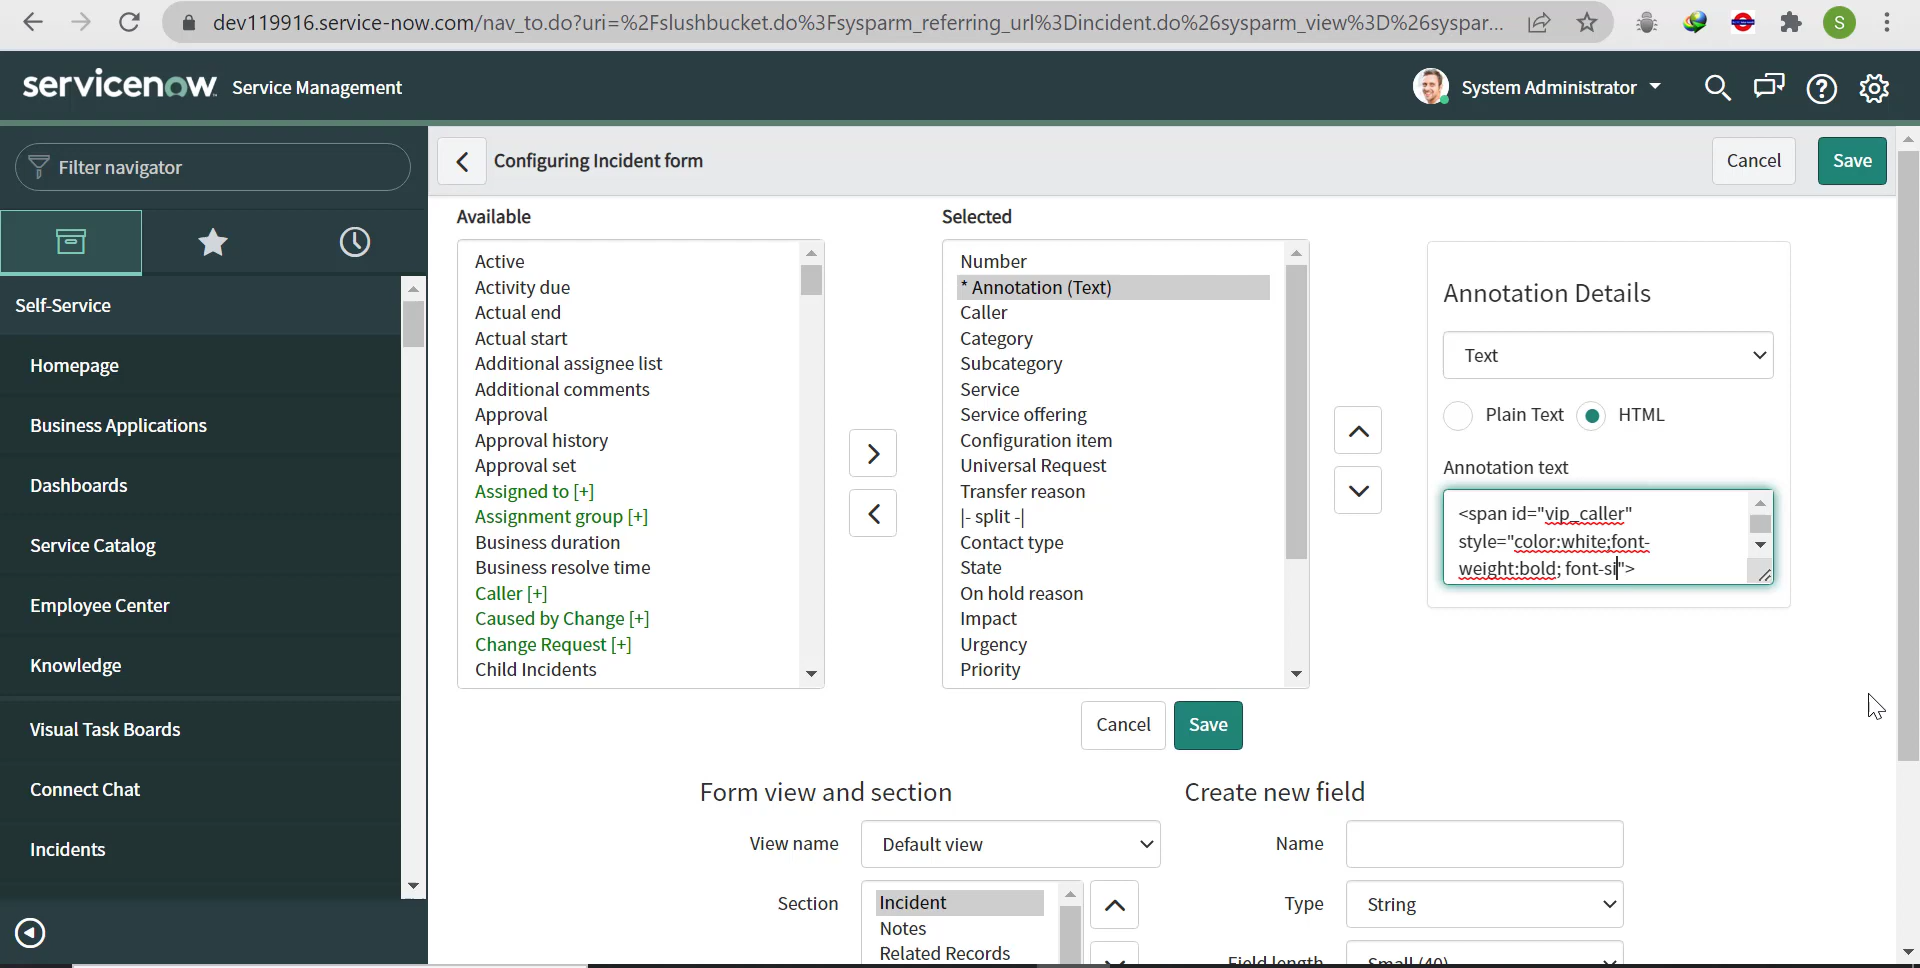 dev119916.service-now.com/nav_to.do?uri=%2Fslushbucket.do%3Fsysparm_referring_url%3Dincident.do%26sysparm_view%3D%26syspar...
S
servicenow Service Management
System Administrator
Filter navigator
Self-Service
Homepage
Business Applications
Dashboards
Service Catalog
Employee Center
Knowledge
Visual Task Boards
Connect Chat
Incidents
Configuring Incident form
Cancel
Save
Available
Active
Activity due
Actual end
Actual start
Additional assignee list
Additional comments
Approval
Approval history
Approval set
Assigned to [+]
Assignment group [+]
Business duration
Business resolve time
Caller [+]
Caused by Change [+]
Change Request [+]
Child Incidents
Selected
Number
* Annotation (Text)
Caller
Category
Subcategory
Service
Service offering
Configuration item
Universal Request
Transfer reason
|- split -|
Contact type
State
On hold reason
Impact
Urgency
Priority
Annotation Details
Text
Plain Text
HTML
Annotation text
<span id="vip_caller"
style="color:white;font-
weight:bold; font-si">
Cancel
Save
Form view and section
View name
Default view
Section
Incident
Notes
Related Records
Create new field
Name
Type
String
Field length
Small (40)